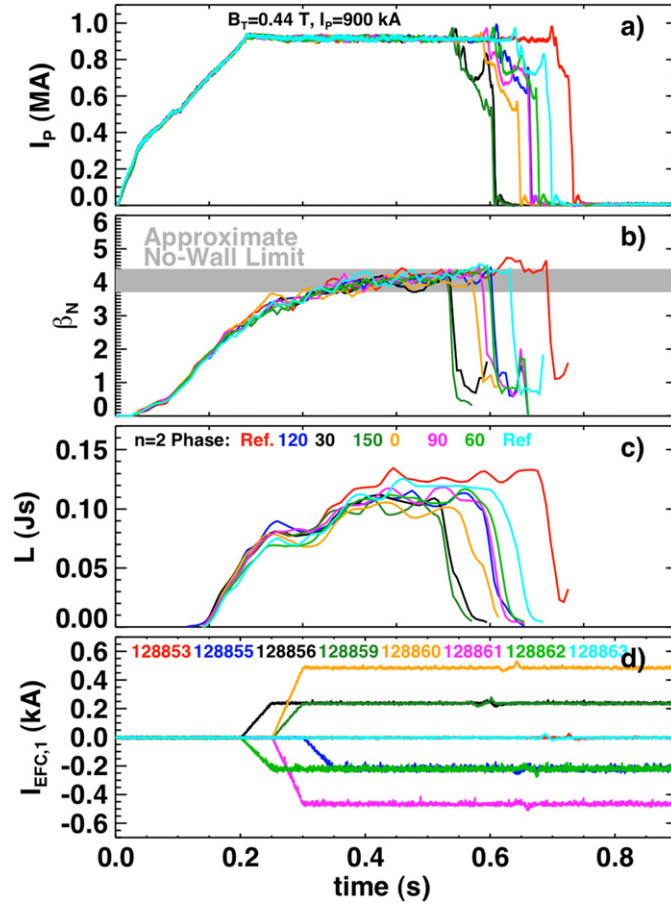 B_T=0.44 T, I_P=900 kA
a)
1.0
0.8
0.6
0.4
0.2
0.0
I_P (MA)
b)
Approximate
No-Wall Limit
6
5
4
3
2
1
0
β_N
n=2 Phase: Ref. 120 30 150 0 90 60 Ref
c)
0.15
0.10
0.05
0.00
L (Js)
128853 128855 128856 128859 128860 128861 128862 128863
d)
0.6
0.4
0.2
0.0
-0.2
-0.4
-0.6
I_EFC,1 (kA)
0.0 0.2 0.4 0.6 0.8
time (s)